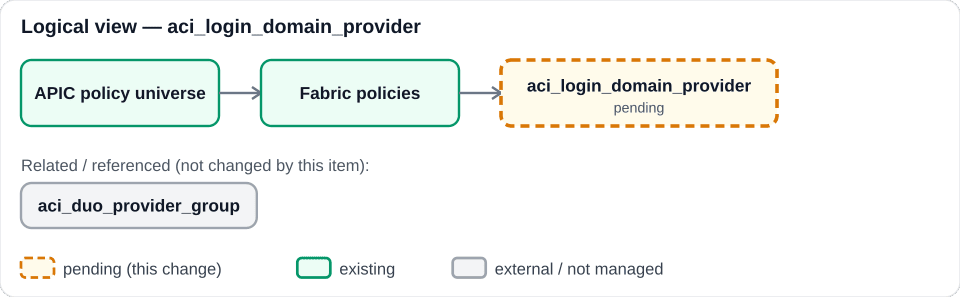 Logical view — aci_login_domain_provider
APIC policy universe
Fabric policies
aci_login_domain_provider
pending
Related / referenced (not changed by this item):
aci_duo_provider_group
pending (this change)
existing
external / not managed